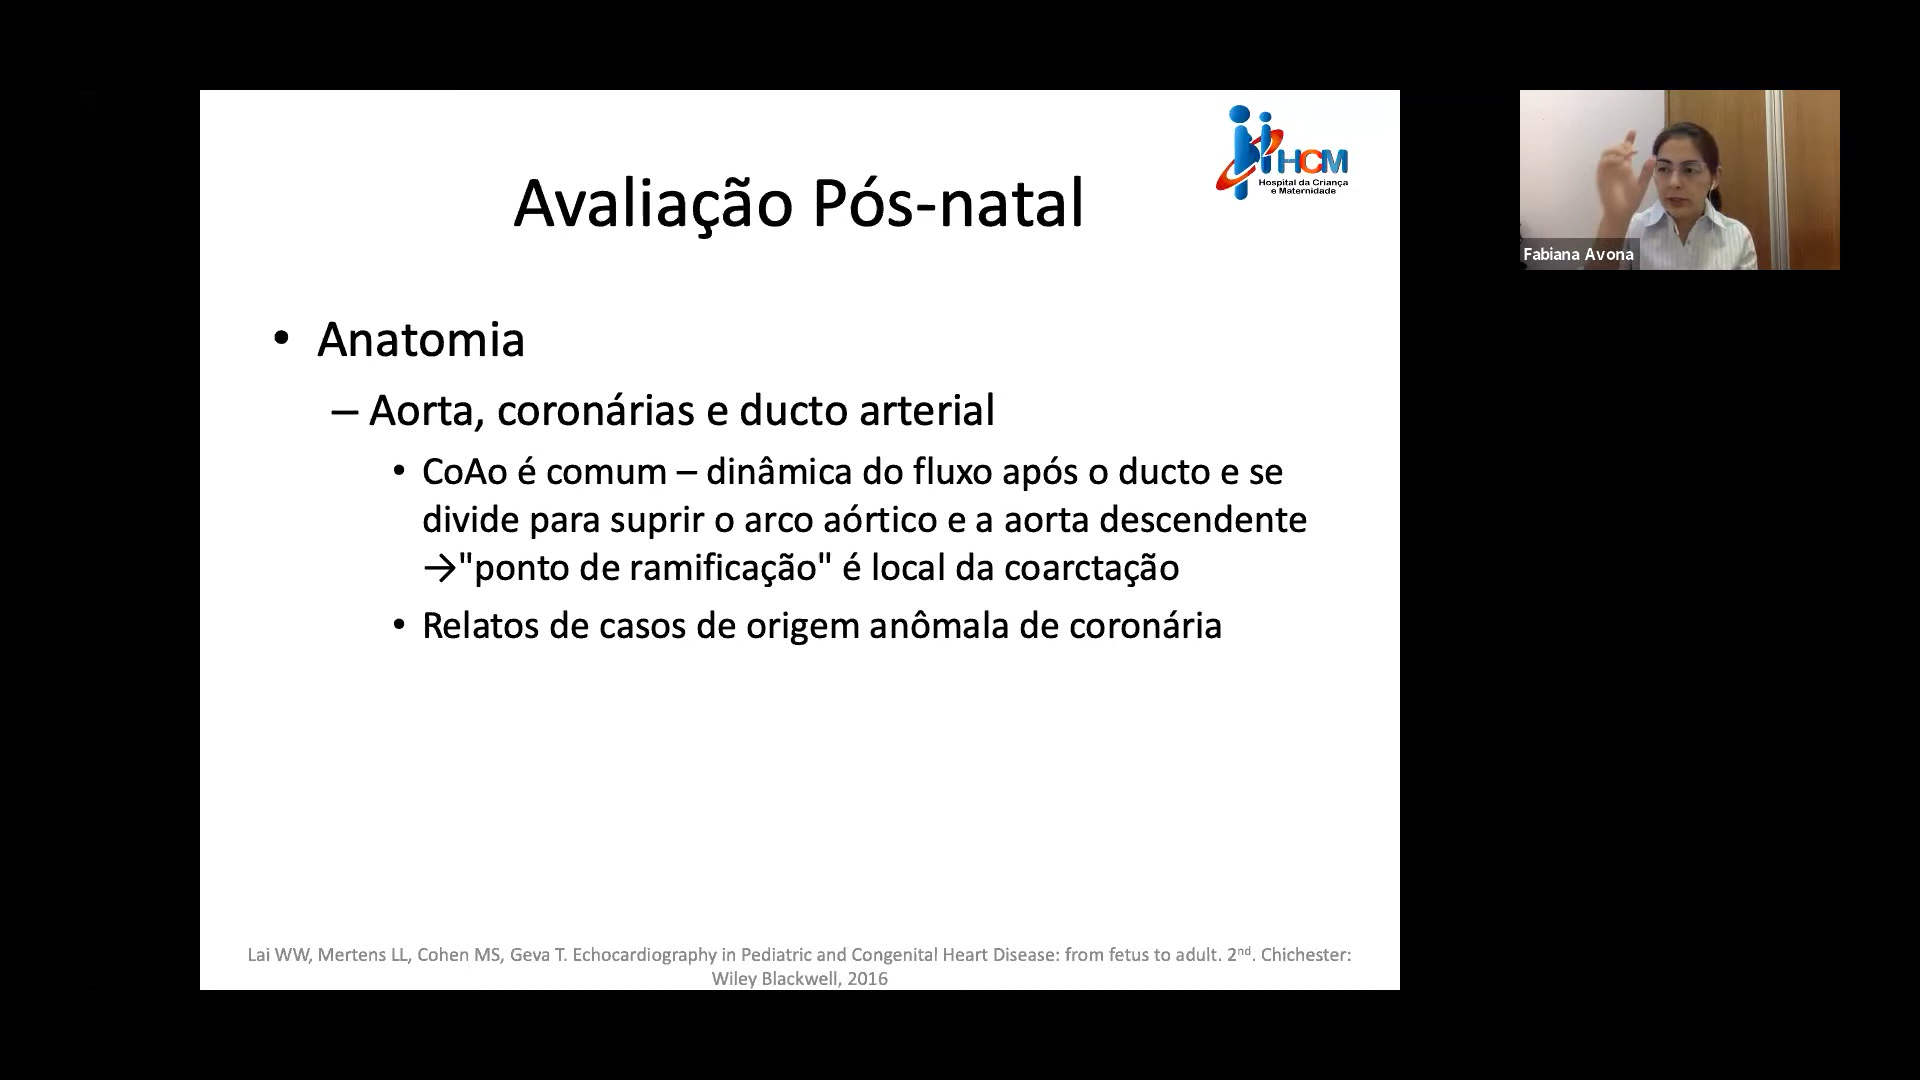 HCM
Hospital da Criança
e Maternidade
Avaliação Pós-natal
Fabiana Avona
• Anatomia
– Aorta, coronárias e ducto arterial
• CoAo é comum – dinâmica do fluxo após o ducto e se
divide para suprir o arco aórtico e a aorta descendente
→"ponto de ramificação" é local da coarctação
• Relatos de casos de origem anômala de coronária
Lai WW, Mertens LL, Cohen MS, Geva T. Echocardiography in Pediatric and Congenital Heart Disease: from fetus to adult. 2nd. Chichester:
Wiley Blackwell, 2016